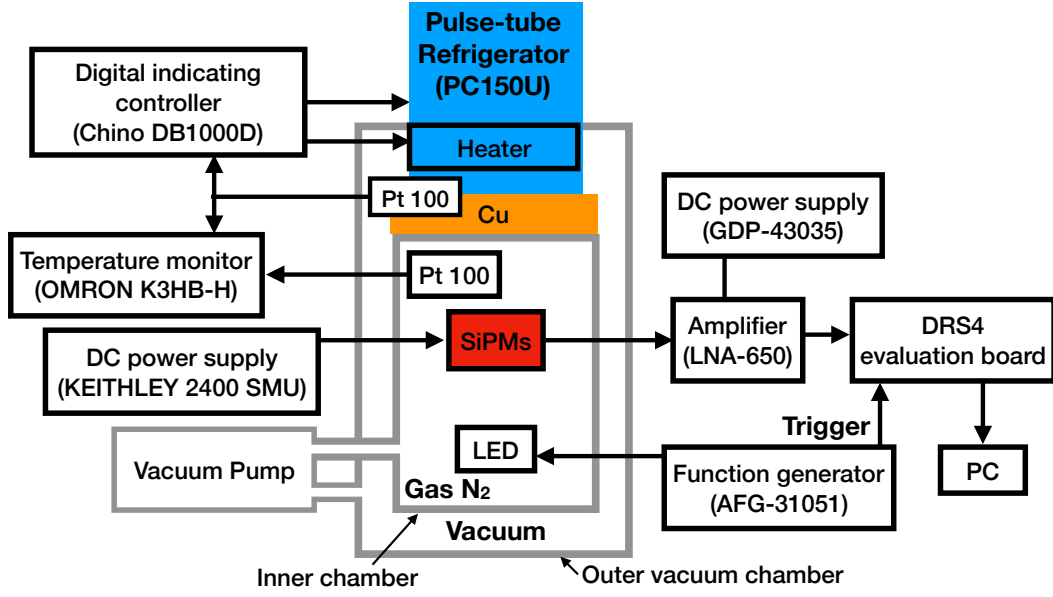 Pulse-tube
Refrigerator
(PC150U)
Digital indicating
controller
(Chino DB1000D)
Heater
Pt 100
Cu
DC power supply
(GDP-43035)
Temperature monitor
(OMRON K3HB-H)
Pt 100
DC power supply
(KEITHLEY 2400 SMU)
SiPMs
Amplifier
(LNA-650)
DRS4
evaluation board
Trigger
Vacuum Pump
LED
Function generator
(AFG-31051)
PC
Gas N₂
Vacuum
Inner chamber
Outer vacuum chamber